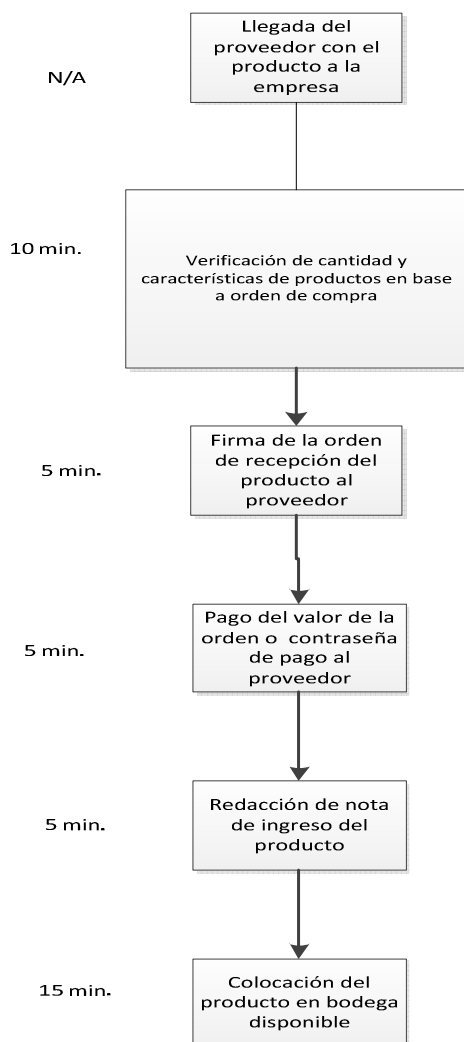 Llegada del
proveedor con el
producto a la
empresa
N/A
10 min.
Verificación de cantidad y
características de productos en base
a orden de compra
Firma de la orden
de recepción del
producto al
proveedor
5 min.
Pago del valor de la
orden o contraseña
de pago al
proveedor
5 min.
Redacción de nota
de ingreso del
producto
5 min.
Colocación del
producto en bodega
disponible
15 min.